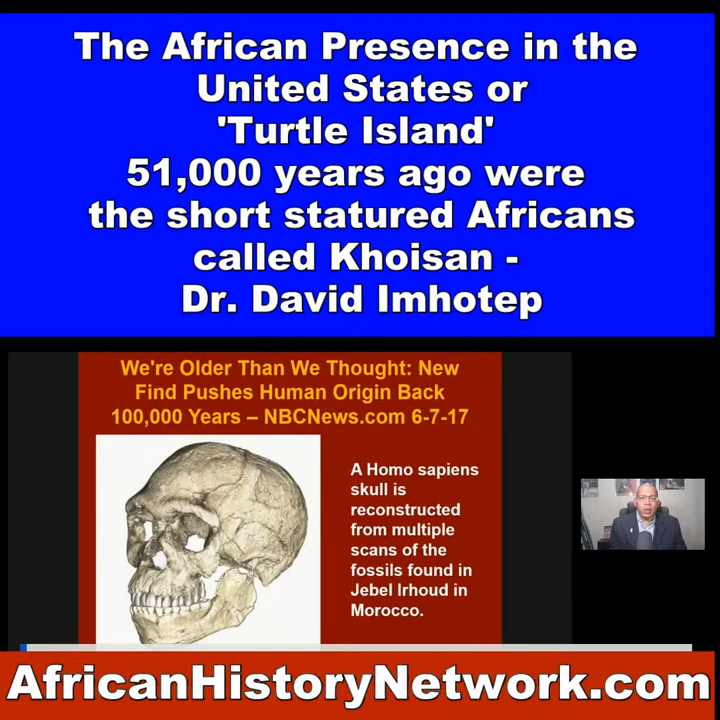 The African Presence in the
United States or
'Turtle Island'
51,000 years ago were
the short statured Africans
called Khoisan -
Dr. David Imhotep
We're Older Than We Thought: New
Find Pushes Human Origin Back
100,000 Years – NBCNews.com 6-7-17
A Homo sapiens
skull is
reconstructed
from multiple
scans of the
fossils found in
Jebel Irhoud in
Morocco.
AfricanHistoryNetwork.com